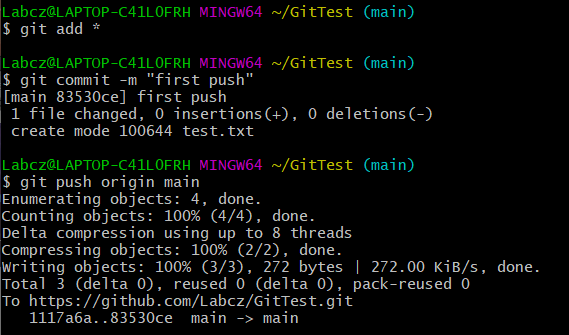 Labcz@LAPTOP-C41LOFRH MINGW64 ~/GitTest (main)
$ git add *
Labcz@LAPTOP-C41LOFRH MINGW64 ~/GitTest (main)
$ git commit -m "first push"
[main 83530ce] first push
 1 file changed, 0 insertions(+), 0 deletions(-)
 create mode 100644 test.txt
Labcz@LAPTOP-C41LOFRH MINGW64 ~/GitTest (main)
$ git push origin main
Enumerating objects: 4, done.
Counting objects: 100% (4/4), done.
Delta compression using up to 8 threads
Compressing objects: 100% (2/2), done.
Writing objects: 100% (3/3), 272 bytes | 272.00 KiB/s, done.
Total 3 (delta 0), reused 0 (delta 0), pack-reused 0
To https://github.com/Labcz/GitTest.git
   1117a6a..83530ce  main -> main